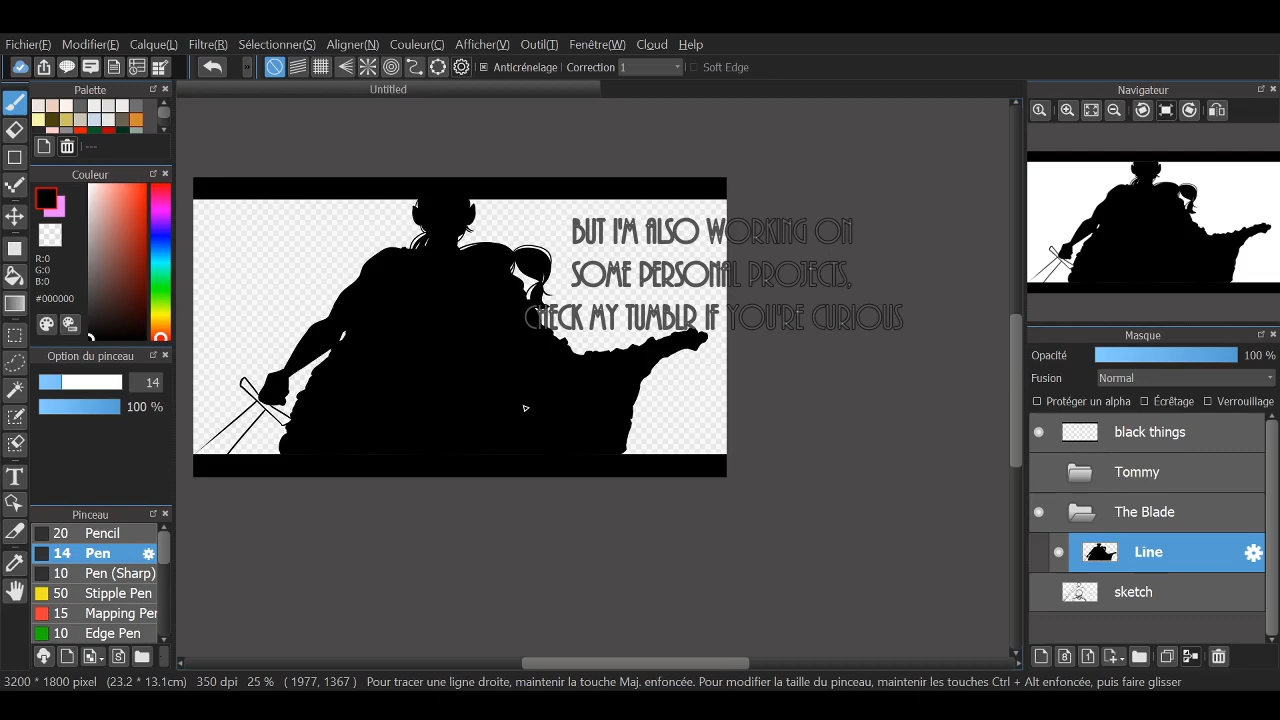 Fichier(F) Modifier(E) Calque(L) Filtre(R) Sélectionner(S) Aligner(N) Couleur(C) Afficher(V) Outil(T) Fenêtre(W) Cloud Help
Anticrénelage Correction 1 Soft Edge
Palette
Untitled
Navigateur
---
Couleur
R:0
G:0
B:0
#000000
BUT I'M ALSO WORKING ON
SOME PERSONAL PROJECTS,
CHECK MY TUMBLR IF YOU'RE CURIOUS
Option du pinceau
14
100 %
Masque
Opacité 100 %
Fusion Normal
Protéger un alpha Écrêtage Verrouillage
black things
Tommy
The Blade
Line
sketch
Pinceau
20 Pencil
14 Pen
10 Pen (Sharp)
50 Stipple Pen
15 Mapping Pen
10 Edge Pen
3200 * 1800 pixel (23.2 * 13.1cm) 350 dpi 25 % ( 1977, 1367 ) Pour tracer une ligne droite, maintenir la touche Maj. enfoncée. Pour modifier la taille du pinceau, maintenir les touches Ctrl + Alt enfoncée, puis faire glisser